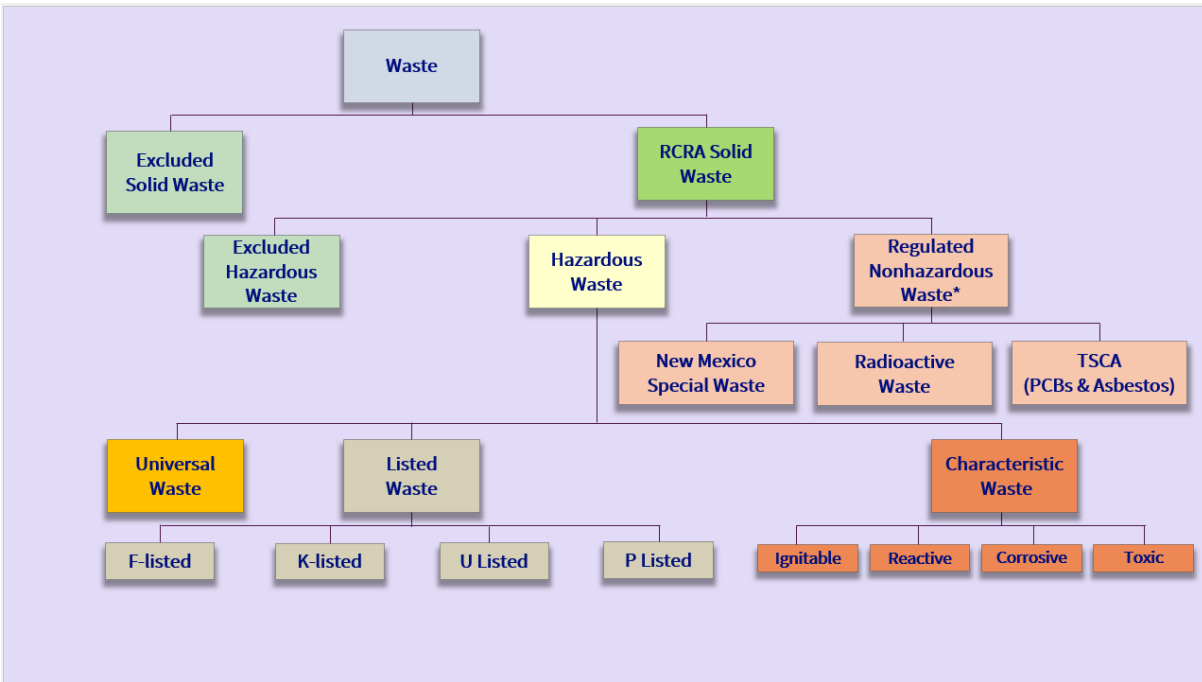 Waste
Excluded
Solid Waste
RCRA Solid
Waste
Excluded
Hazardous
Waste
Hazardous
Waste
Regulated
Nonhazardous
Waste*
New Mexico
Special Waste
Radioactive
Waste
TSCA
(PCBs & Asbestos)
Universal
Waste
Listed
Waste
Characteristic
Waste
F-listed
K-listed
U Listed
P Listed
Ignitable
Reactive
Corrosive
Toxic